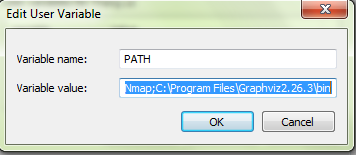 Edit User Variable
Variable name: PATH
Variable value: Nmap;C:\Program Files\Graphviz2.26.3\bin
OK Cancel